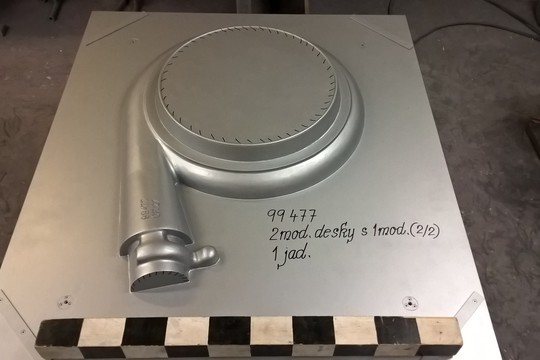 99 477
2mod. desky s 1mod.(2/2)
1 jad.